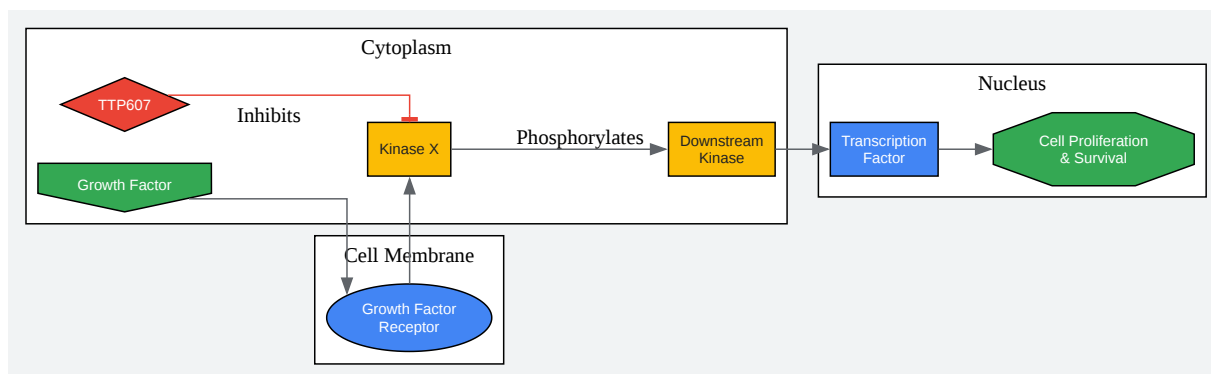 Cytoplasm
TTP607
Inhibits
Kinase X
Phosphorylates
Downstream
Kinase
Growth Factor
Cell Membrane
Growth Factor
Receptor
Nucleus
Transcription
Factor
Cell Proliferation
& Survival